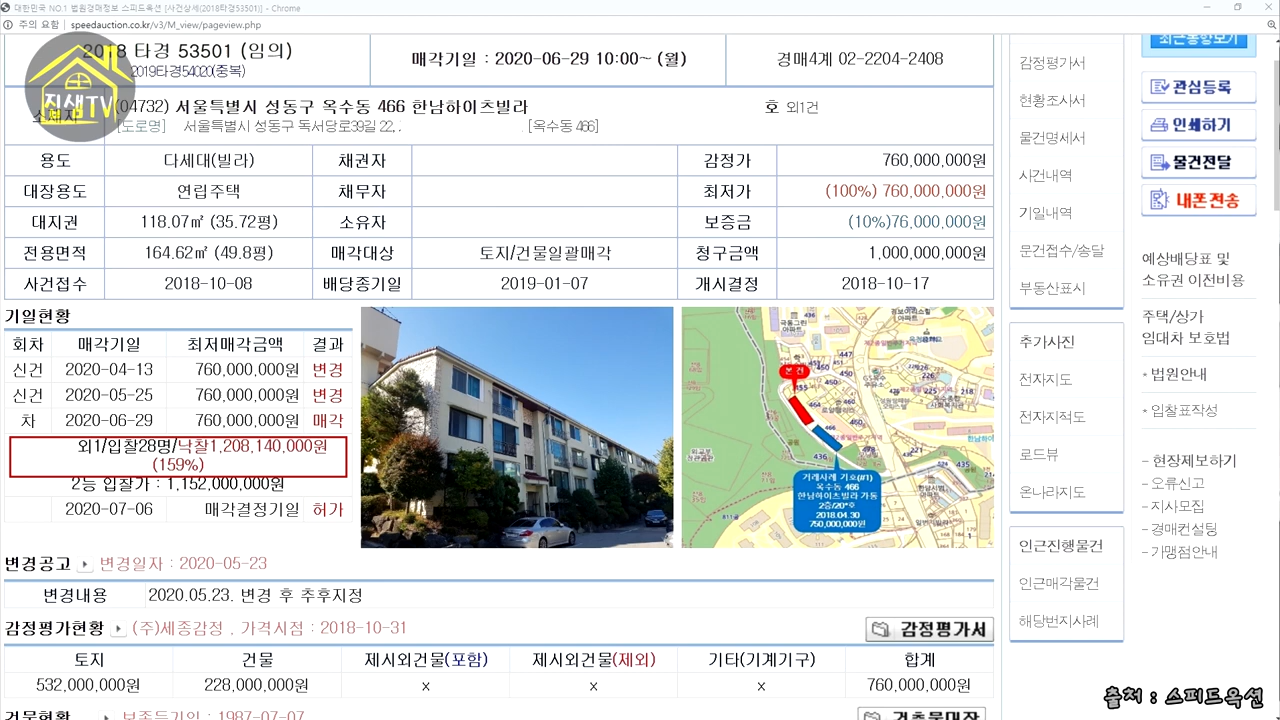 대한민국 NO.1 법원경매정보 스피드옥션 [사건상세(2018타경53501)] - Chrome
주의 요함 | speedauction.co.kr/v3/M_view/pageview.php
2018 타경 53501 (임의)
2019타경54020(중복)
매각기일 : 2020-06-29 10:00~ (월)
경매4계 02-2204-2408
집샘TV
소재지
(04732) 서울특별시 성동구 옥수동 466 한남하이츠빌라 호 외1건
[도로명] 서울특별시 성동구 독서당로39길 22, . [옥수동 466]
용도 다세대(빌라) 채권자 감정가 760,000,000원
대장용도 연립주택 채무자 최저가 (100%) 760,000,000원
대지권 118.07㎡ (35.72평) 소유자 보증금 (10%)76,000,000원
전용면적 164.62㎡ (49.8평) 매각대상 토지/건물일괄매각 청구금액 1,000,000,000원
사건접수 2018-10-08 배당종기일 2019-01-07 개시결정 2018-10-17
기일현황
회차 매각기일 최저매각금액 결과
신건 2020-04-13 760,000,000원 변경
신건 2020-05-25 760,000,000원 변경
차 2020-06-29 760,000,000원 매각
외1/입찰28명/낙찰1,208,140,000원
(159%)
2등 입찰가 : 1,152,000,000원
2020-07-06 매각결정기일 허가
본건
거래사례 기호(#1)
옥수동 466
한남하이츠빌라 가동
2층/20*호
2018.04.30
750,000,000원
변경공고 변경일자 : 2020-05-23
변경내용 2020.05.23. 변경 후 추후지정
감정평가현황 (주)세종감정 , 가격시점 : 2018-10-31
감정평가서
토지 건물 제시외건물(포함) 제시외건물(제외) 기타(기계기구) 합계
532,000,000원 228,000,000원 x x x 760,000,000원
건물현황 보존등기일 : 1987-07-07
건축물대장
감정평가서
현황조사서
물건명세서
사건내역
기일내역
문건접수/송달
부동산표시
추가사진
전자지도
전자지적도
로드뷰
온나라지도
인근진행물건
인근매각물건
해당번지사례
최근통합보기
관심등록
인쇄하기
물건전달
내폰전송
예상배당표 및
소유권 이전비용
주택/상가
임대차 보호법
* 법원안내
* 입찰표작성
- 현장제보하기
- 오류신고
- 지사모집
- 경매컨설팅
- 가맹점안내
출처 : 스피드옥션